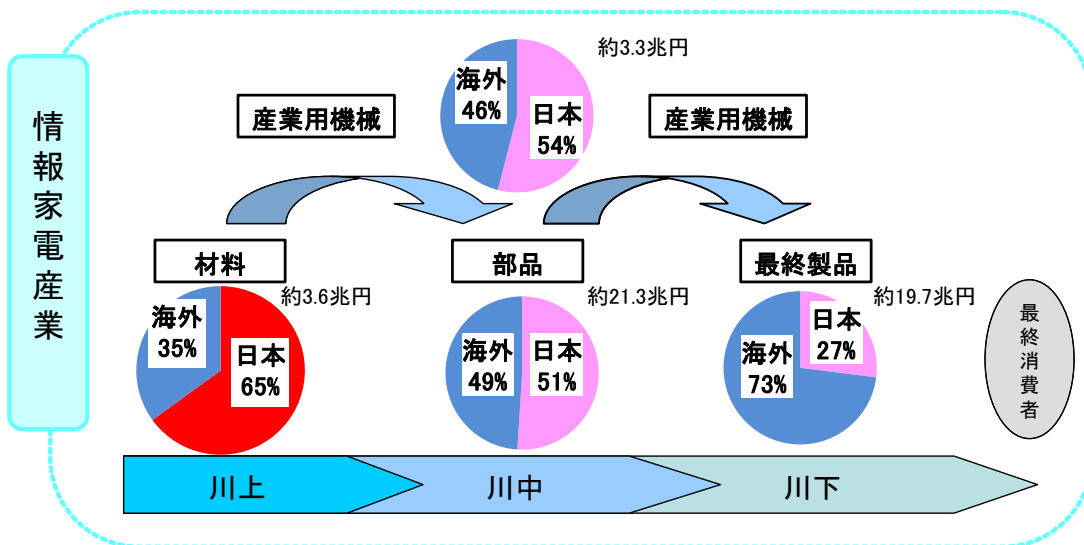 情報家電産業
約3.3兆円
海外
46%
日本
54%
産業用機械
産業用機械
材料
約3.6兆円
海外
35%
日本
65%
部品
約21.3兆円
海外
49%
日本
51%
最終製品
約19.7兆円
日本
27%
海外
73%
最終消費者
川上
川中
川下